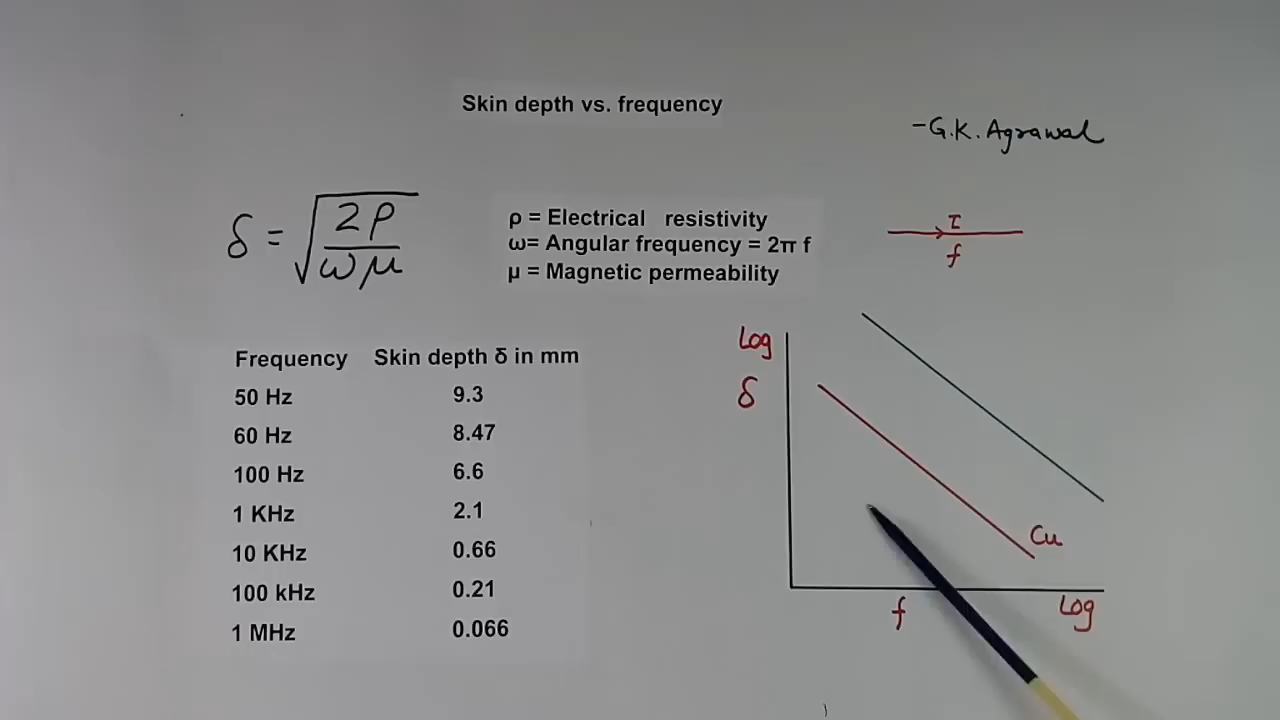 Skin depth vs. frequency
-G.K. Agrawal
δ = √(2ρ/ωμ)
ρ = Electrical resistivity
ω= Angular frequency = 2π f
μ = Magnetic permeability
I
f
Frequency Skin depth δ in mm
50 Hz 9.3
60 Hz 8.47
100 Hz 6.6
1 KHz 2.1
10 KHz 0.66
100 kHz 0.21
1 MHz 0.066
Log
δ
Cu
f
Log